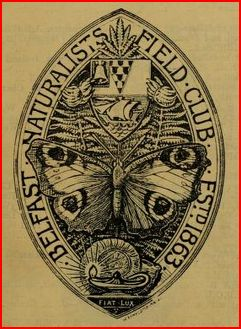 BELFAST · NATURALISTS' · FIELD · CLUB · ESTD. 1863 ·
FIAT LUX